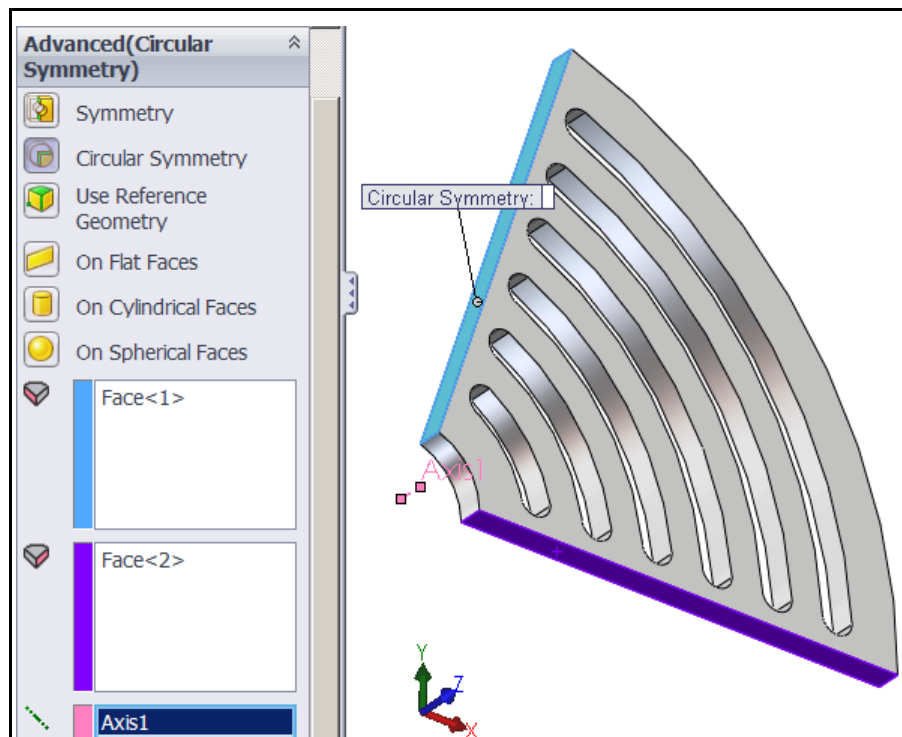 Advanced(Circular
Symmetry)
Symmetry
Circular Symmetry
Use Reference
Geometry
On Flat Faces
On Cylindrical Faces
On Spherical Faces
Face<1>
Face<2>
Axis1
Circular Symmetry:
Axis1
Y
Z
X